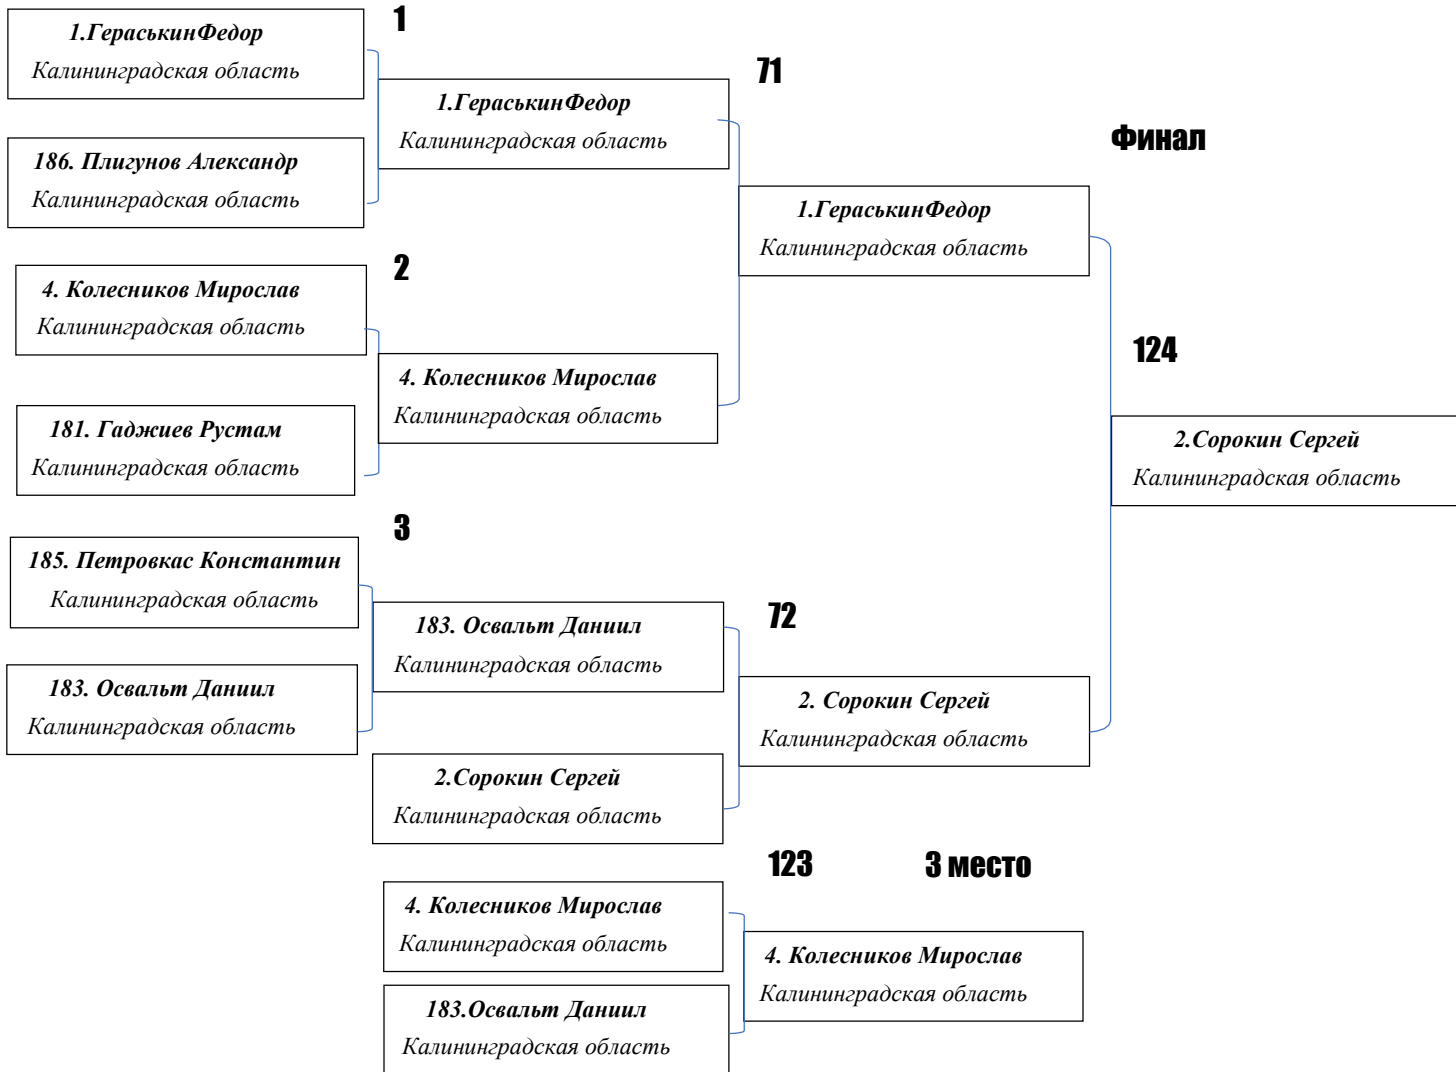 1
1.ГераськинФедор
Калининградская область
71
1.ГераськинФедор
Калининградская область
Финал
186. Плигунов Александр
Калининградская область
1.ГераськинФедор
Калининградская область
2
4. Колесников Мирослав
Калининградская область
124
4. Колесников Мирослав
Калининградская область
181. Гаджиев Рустам
Калининградская область
2.Сорокин Сергей
Калининградская область
3
185. Петровкас Константин
Калининградская область
183. Освальт Даниил
Калининградская область
72
183. Освальт Даниил
Калининградская область
2. Сорокин Сергей
Калининградская область
2.Сорокин Сергей
Калининградская область
123
3 место
4. Колесников Мирослав
Калининградская область
4. Колесников Мирослав
Калининградская область
183.Освальт Даниил
Калининградская область